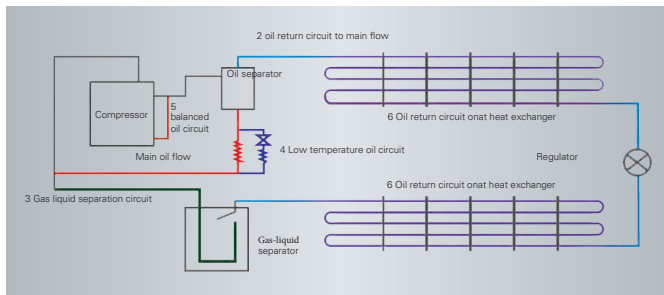 2 oil return circuit to main flow
Oil separator
Compressor
5
balanced
oil circuit
6 Oil return circuit onat heat exchanger
Main oil flow
4 Low temperature oil circuit
Regulator
6 Oil return circuit onat heat exchanger
3 Gas liquid separation circuit
Gas-liquid
separator